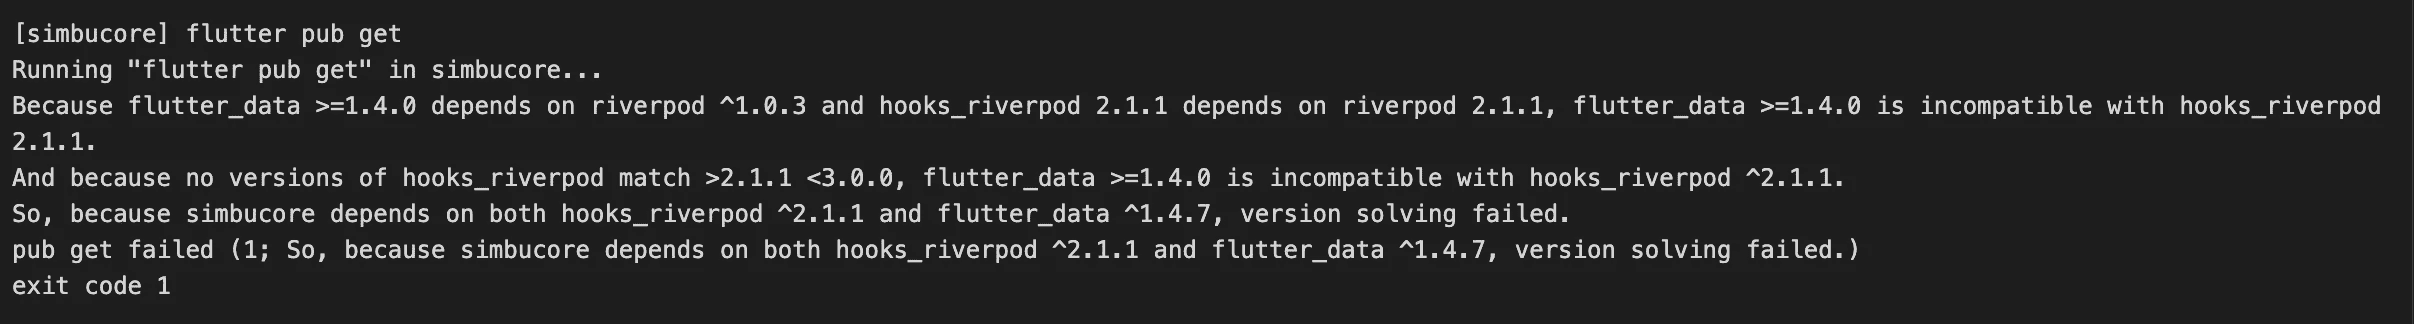 [simbucore] flutter pub get
Running "flutter pub get" in simbucore...
Because flutter_data >=1.4.0 depends on riverpod ^1.0.3 and hooks_riverpod 2.1.1 depends on riverpod 2.1.1, flutter_data >=1.4.0 is incompatible with hooks_riverpod
2.1.1.
And because no versions of hooks_riverpod match >2.1.1 <3.0.0, flutter_data >=1.4.0 is incompatible with hooks_riverpod ^2.1.1.
So, because simbucore depends on both hooks_riverpod ^2.1.1 and flutter_data ^1.4.7, version solving failed.
pub get failed (1; So, because simbucore depends on both hooks_riverpod ^2.1.1 and flutter_data ^1.4.7, version solving failed.)
exit code 1